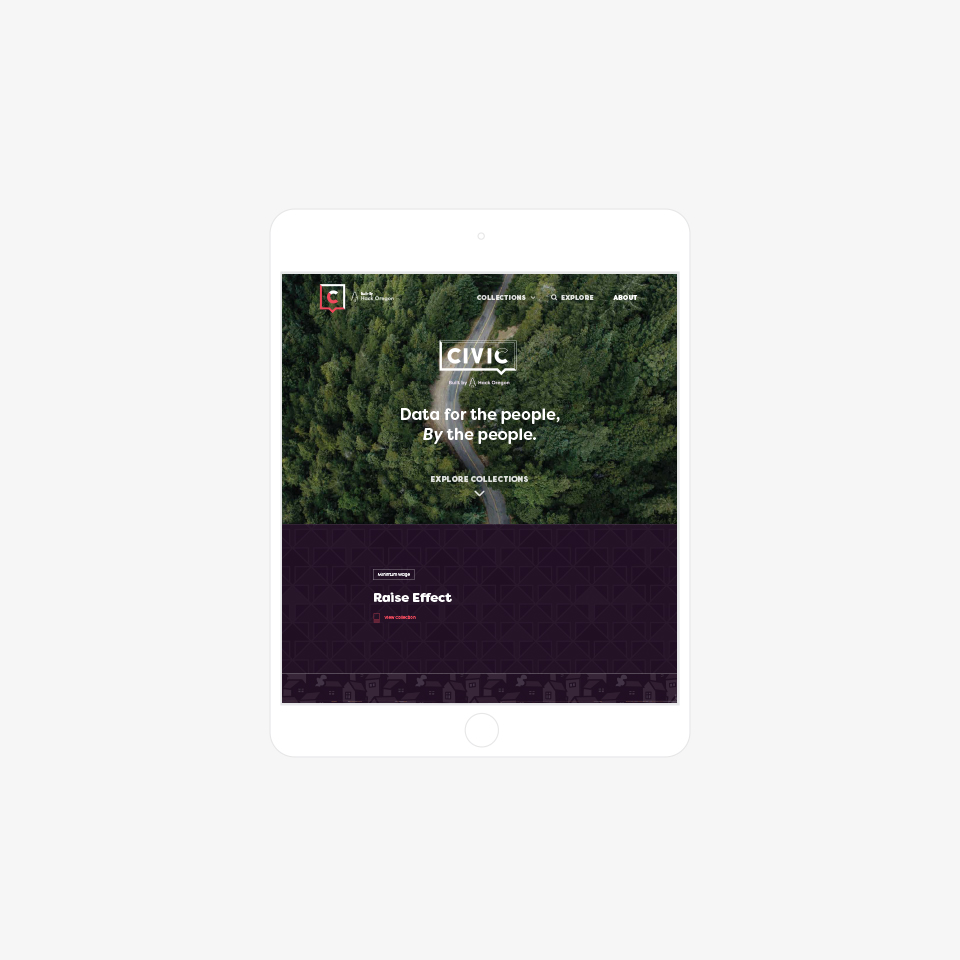 C
Built By
Hack Oregon
COLLECTIONS
EXPLORE
ABOUT
CIVIC
Built by Hack Oregon
Data for the people,
By the people.
EXPLORE COLLECTIONS
Minimum Wage
Raise Effect
View Collection